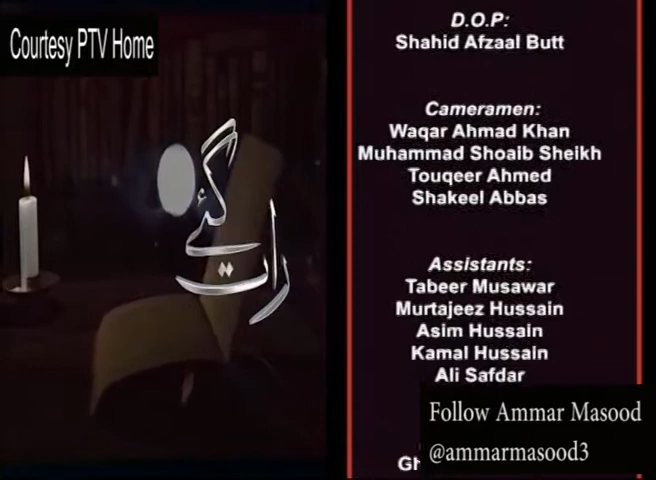 Courtesy PTV Home
رات گئے
D.O.P:
Shahid Afzaal Butt
Cameramen:
Waqar Ahmad Khan
Muhammad Shoaib Sheikh
Touqeer Ahmed
Shakeel Abbas
Assistants:
Tabeer Musawar
Murtajeez Hussain
Asim Hussain
Kamal Hussain
Ali Safdar
Follow Ammar Masood
@ammarmasood3